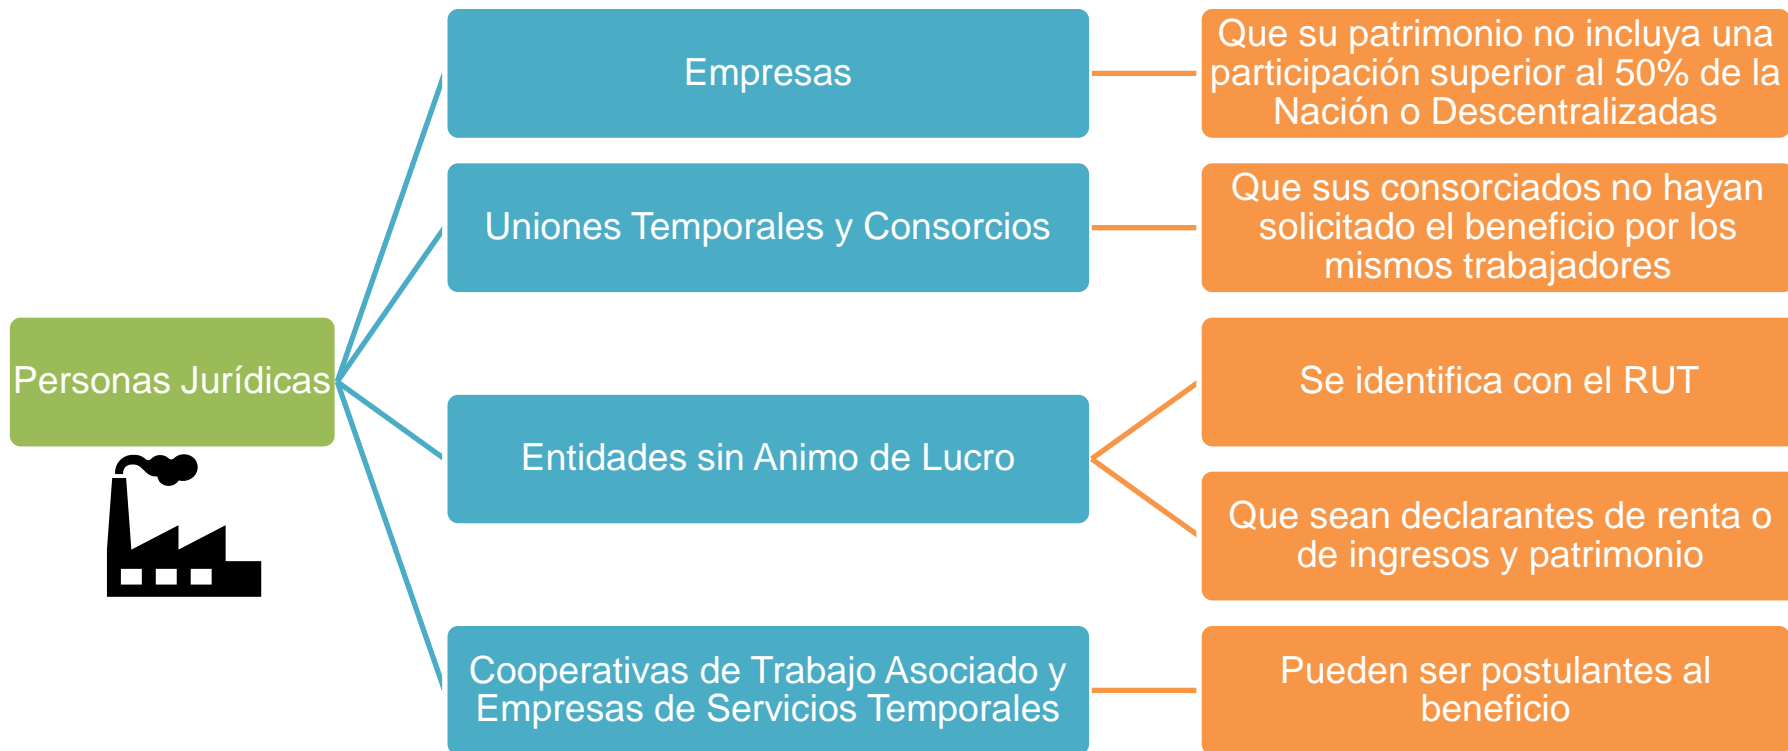 Personas Jurídicas
Empresas
Que su patrimonio no incluya una
participación superior al 50% de la
Nación o Descentralizadas
Uniones Temporales y Consorcios
Que sus consorciados no hayan
solicitado el beneficio por los
mismos trabajadores
Entidades sin Animo de Lucro
Se identifica con el RUT
Que sean declarantes de renta o
de ingresos y patrimonio
Cooperativas de Trabajo Asociado y
Empresas de Servicios Temporales
Pueden ser postulantes al
beneficio